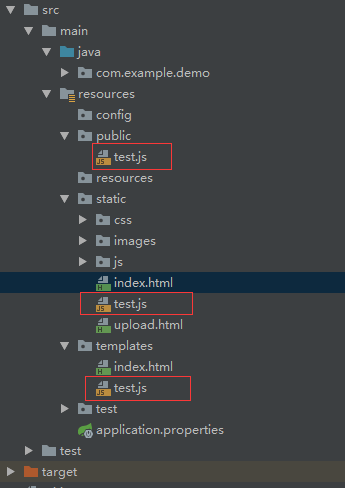 src
main
java
com.example.demo
resources
config
public
test.js
resources
static
css
images
js
index.html
test.js
upload.html
templates
index.html
test.js
test
application.properties
test
target